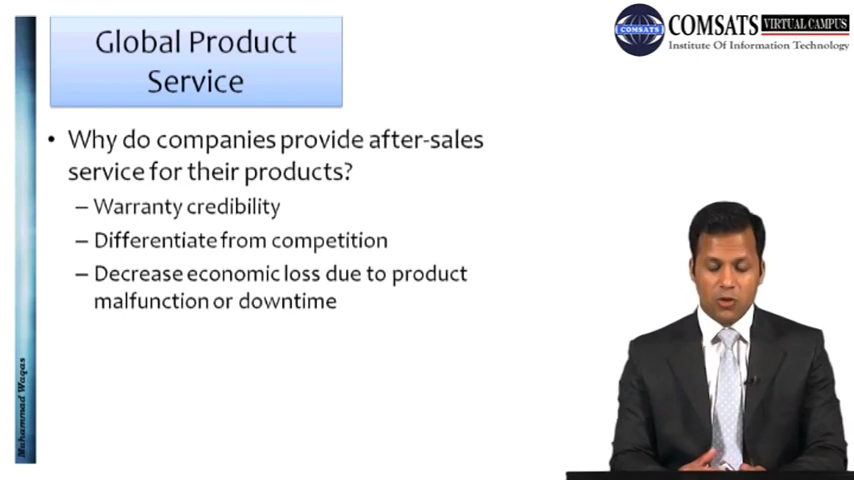 Global Product
Service
COMSATS VIRTUAL CAMPUS
Institute Of Information Technology
COMSATS
• Why do companies provide after-sales
service for their products?
– Warranty credibility
– Differentiate from competition
– Decrease economic loss due to product
malfunction or downtime
Muhammad Waqas